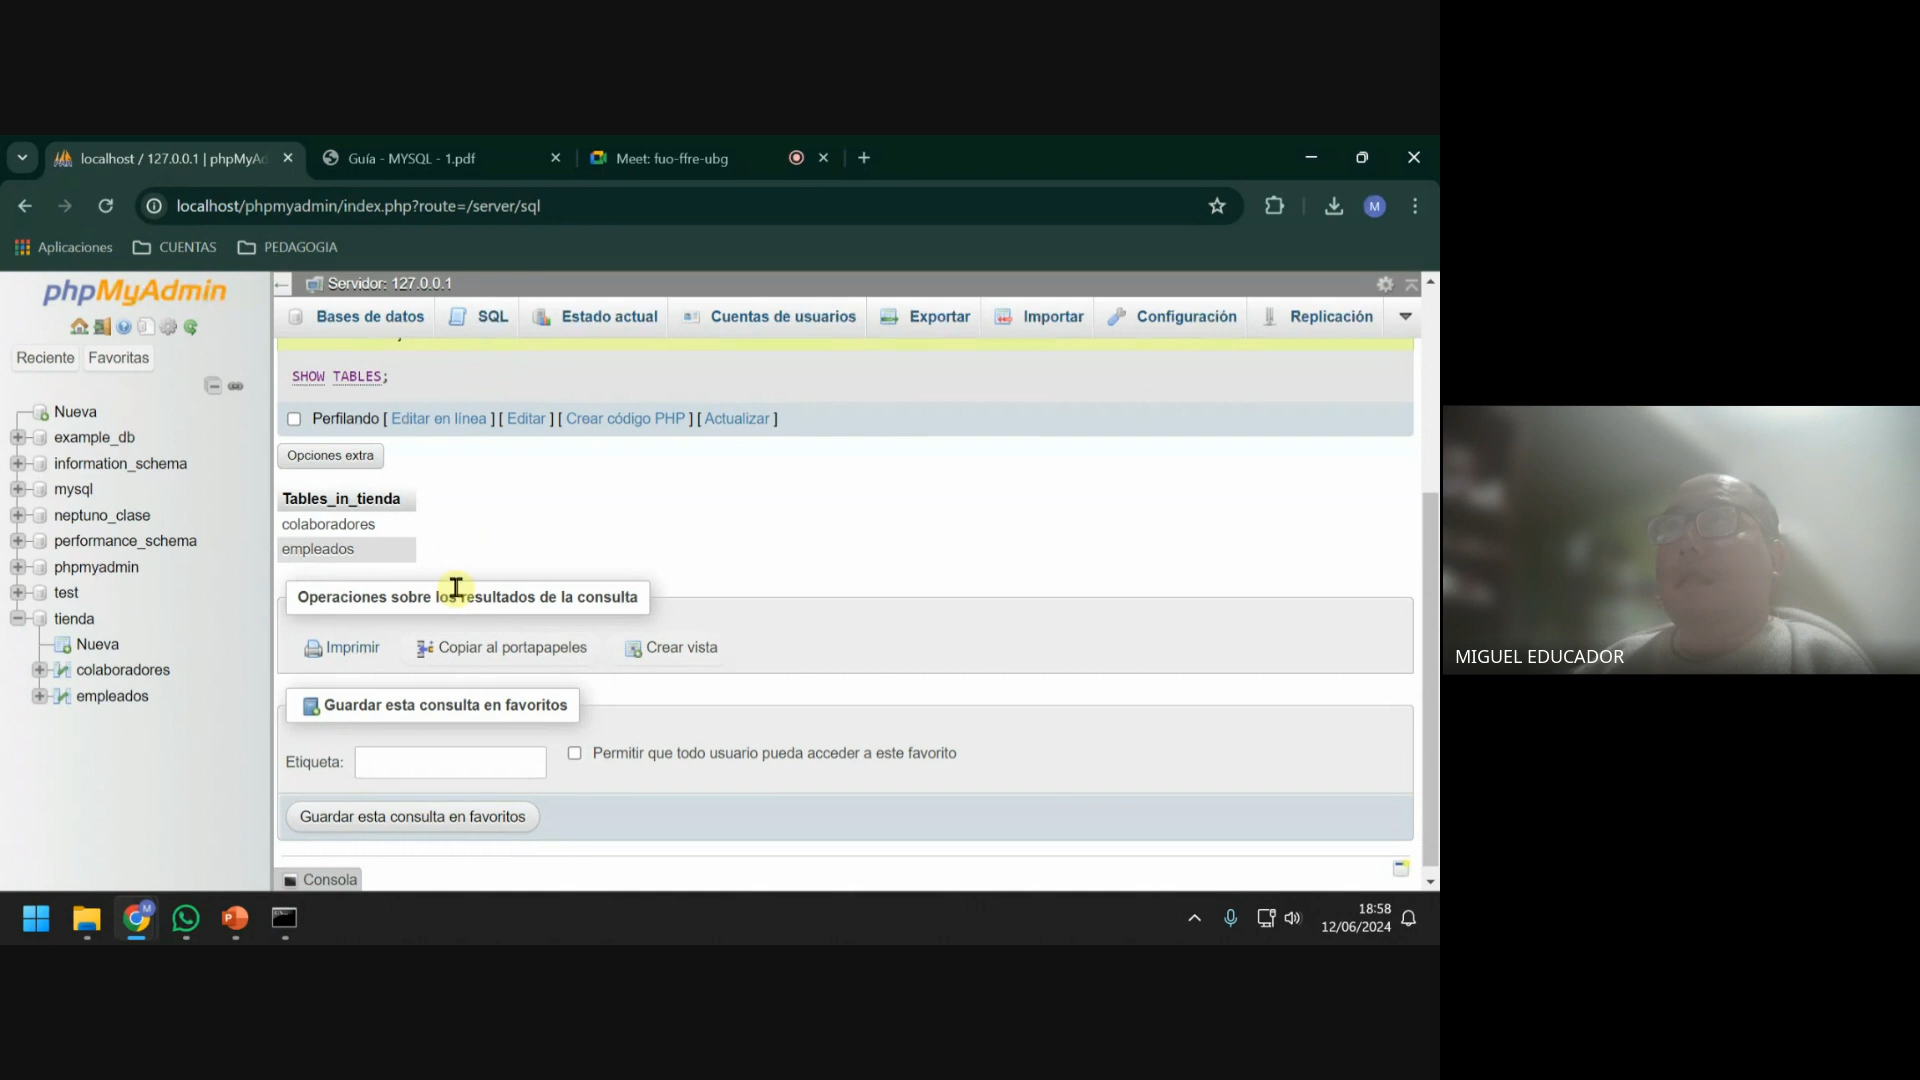 localhost / 127.0.0.1 | phpMyAd
Guía - MYSQL - 1.pdf
Meet: fuo-ffre-ubg
localhost/phpmyadmin/index.php?route=/server/sql
M
Aplicaciones
CUENTAS
PEDAGOGIA
phpMyAdmin
Reciente
Favoritas
Nueva
example_db
information_schema
mysql
neptuno_clase
performance_schema
phpmyadmin
test
tienda
Nueva
colaboradores
empleados
Servidor: 127.0.0.1
Bases de datos
SQL
Estado actual
Cuentas de usuarios
Exportar
Importar
Configuración
Replicación
SHOW TABLES;
Perfilando [ Editar en línea ] [ Editar ] [ Crear código PHP ] [ Actualizar ]
Opciones extra
Tables_in_tienda
colaboradores
empleados
Operaciones sobre los resultados de la consulta
Imprimir
Copiar al portapapeles
Crear vista
Guardar esta consulta en favoritos
Etiqueta:
Permitir que todo usuario pueda acceder a este favorito
Guardar esta consulta en favoritos
Consola
18:58
12/06/2024
MIGUEL EDUCADOR